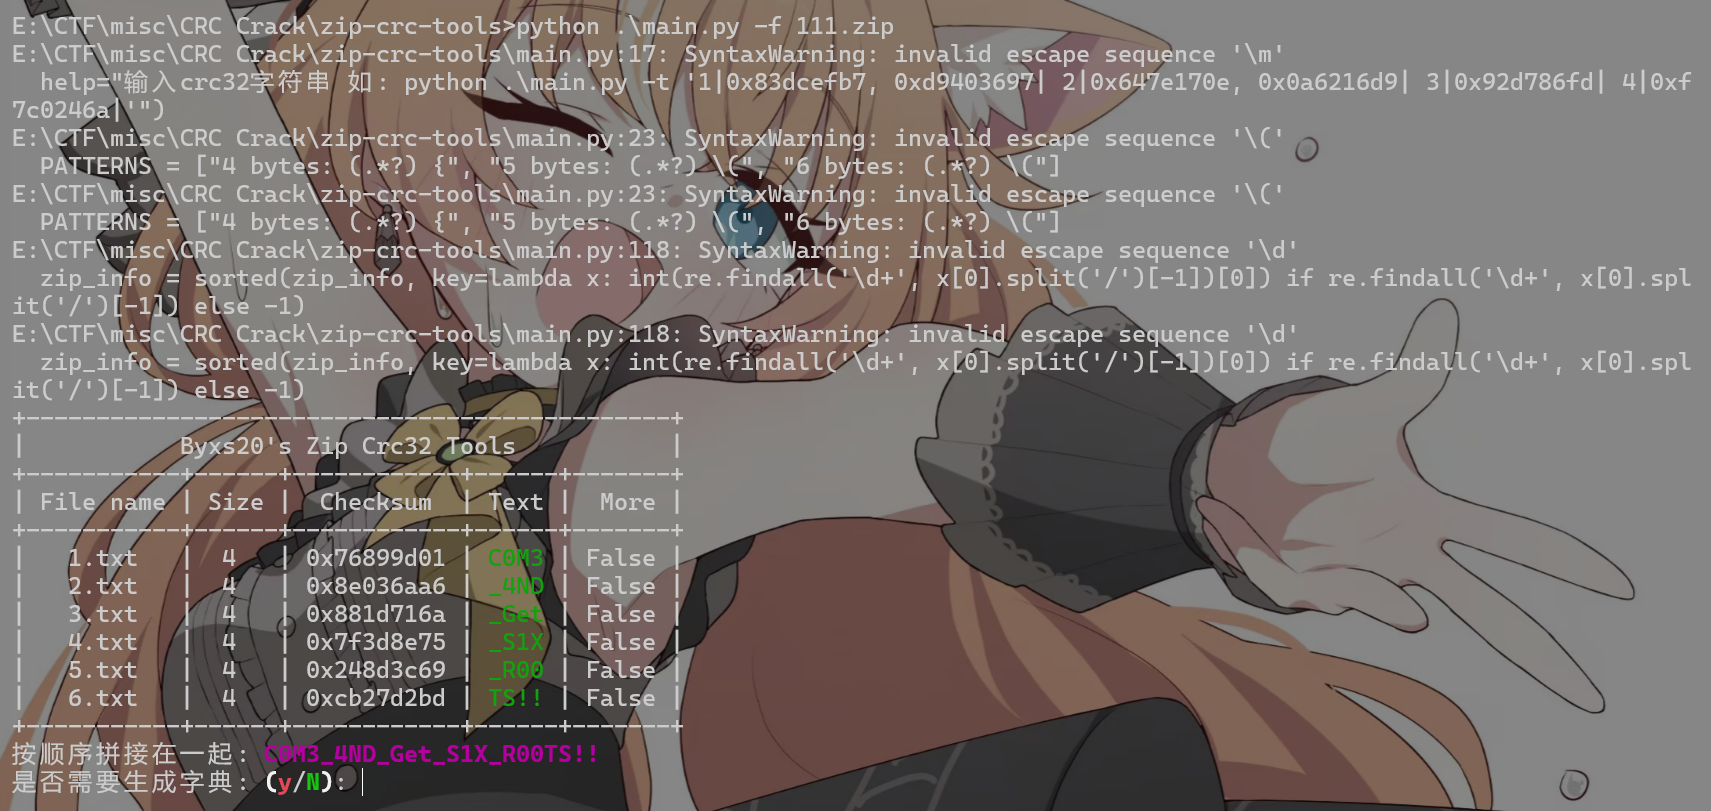 E:\CTF\misc\CRC Crack\zip-crc-tools>python .\main.py -f 111.zip
E:\CTF\misc\CRC Crack\zip-crc-tools\main.py:17: SyntaxWarning: invalid escape sequence '\m'
  help="输入crc32字符串 如: python .\main.py -t '1|0x83dcefb7, 0xd9403697| 2|0x647e170e, 0x0a6216d9| 3|0x92d786fd| 4|0xf
7c0246a|'")
E:\CTF\misc\CRC Crack\zip-crc-tools\main.py:23: SyntaxWarning: invalid escape sequence '\('
  PATTERNS = ["4 bytes: (.*?) {", "5 bytes: (.*?) \(", "6 bytes: (.*?) \("]
E:\CTF\misc\CRC Crack\zip-crc-tools\main.py:23: SyntaxWarning: invalid escape sequence '\('
  PATTERNS = ["4 bytes: (.*?) {", "5 bytes: (.*?) \(", "6 bytes: (.*?) \("]
E:\CTF\misc\CRC Crack\zip-crc-tools\main.py:118: SyntaxWarning: invalid escape sequence '\d'
  zip_info = sorted(zip_info, key=lambda x: int(re.findall('\d+', x[0].split('/')[-1])[0]) if re.findall('\d+', x[0].spl
it('/')[-1]) else -1)
E:\CTF\misc\CRC Crack\zip-crc-tools\main.py:118: SyntaxWarning: invalid escape sequence '\d'
  zip_info = sorted(zip_info, key=lambda x: int(re.findall('\d+', x[0].split('/')[-1])[0]) if re.findall('\d+', x[0].spl
it('/')[-1]) else -1)
+-----------------------------------------------+
|           Byxs20's Zip Crc32 Tools            |
+-----------+------+------------+------+--------+
| File name | Size |  Checksum  | Text |  More  |
+-----------+------+------------+------+--------+
|   1.txt   |  4   | 0x76899d01 | C0M3 | False |
|   2.txt   |  4   | 0x8e036aa6 | _4ND | False |
|   3.txt   |  4   | 0x881d716a | _Get | False |
|   4.txt   |  4   | 0x7f3d8e75 | _S1X | False |
|   5.txt   |  4   | 0x248d3c69 | _R00 | False |
|   6.txt   |  4   | 0xcb27d2bd | TS!! | False |
+-----------+------+------------+------+--------+
按顺序拼接在一起: C0M3_4ND_Get_S1X_R00TS!!
是否需要生成字典: (y/N):